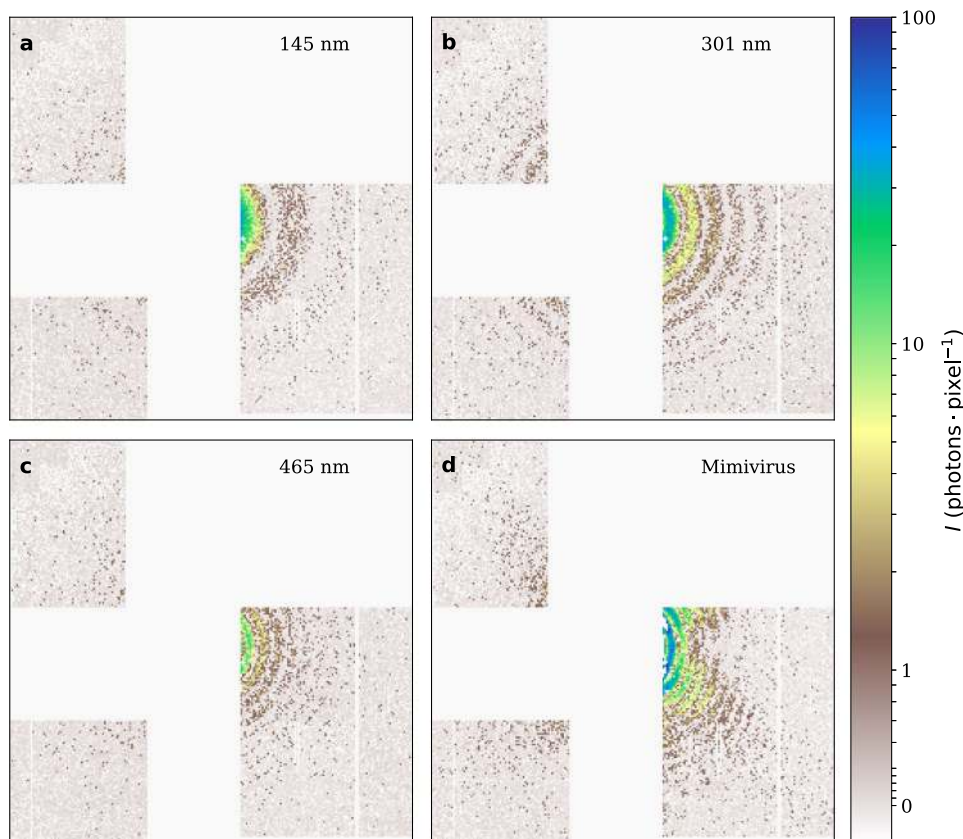 a 145 nm
b 301 nm
c 465 nm
d Mimivirus
100
10
1
0
I (photons · pixel⁻¹)